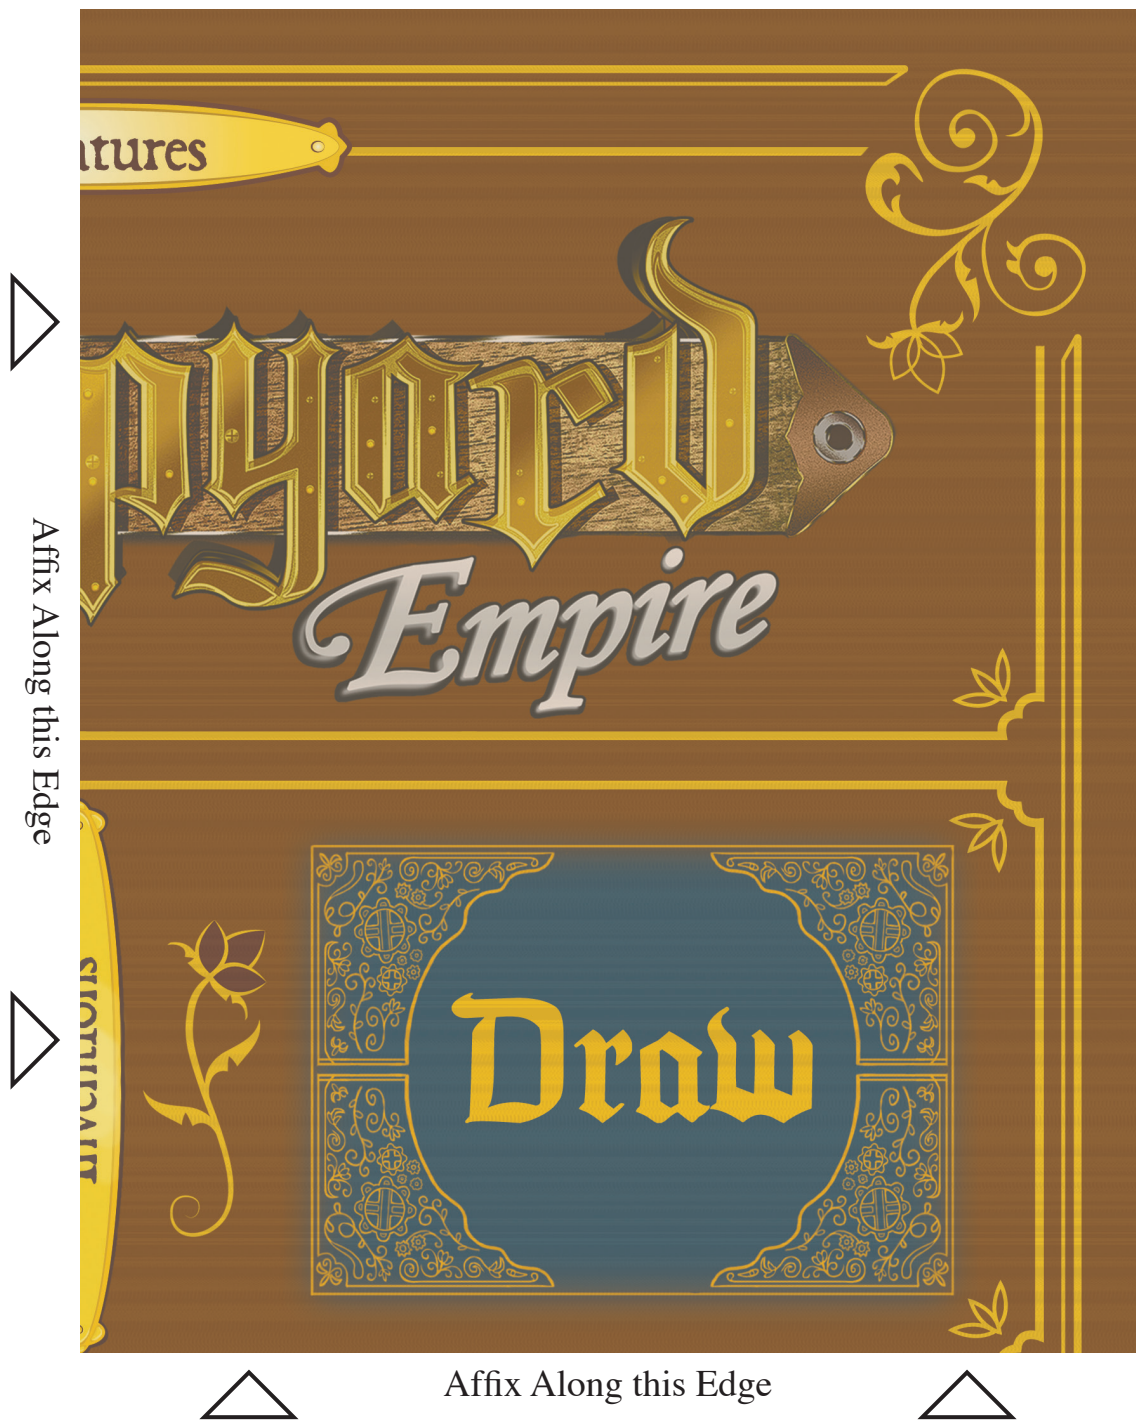 atures
pyard
Empire
Affix Along this Edge
Draw
Affix Along this Edge